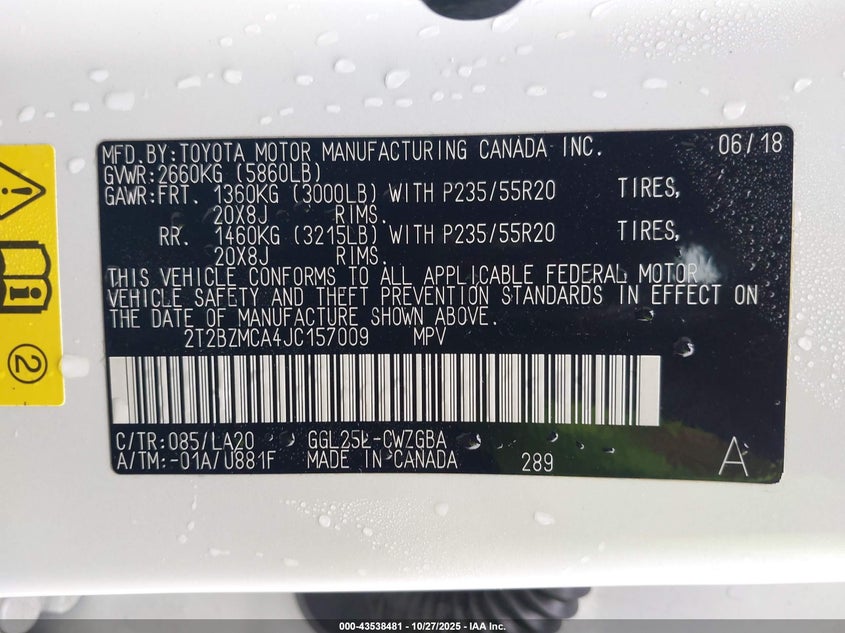 MFD.BY:TOYOTA MOTOR MANUFACTURING CANADA INC. 06/18
GVWR:2660KG (5860LB)
GAWR:FRT. 1360KG (3000LB) WITH P235/55R20 TIRES,
20X8J RIMS.
RR. 1460KG (3215LB) WITH P235/55R20 TIRES,
20X8J RIMS.
THIS VEHICLE CONFORMS TO ALL APPLICABLE FEDERAL MOTOR
VEHICLE SAFETY AND THEFT PREVENTION STANDARDS IN EFFECT ON
THE DATE OF MANUFACTURE SHOWN ABOVE.
2T2BZMCA4JC157009 MPV
C/TR:085/LA20 GGL25L-CWZGBA
A/TM:-01A/U881F MADE IN CANADA 289 A
2
000-43538481 - 10/27/2025 - IAA, Inc.